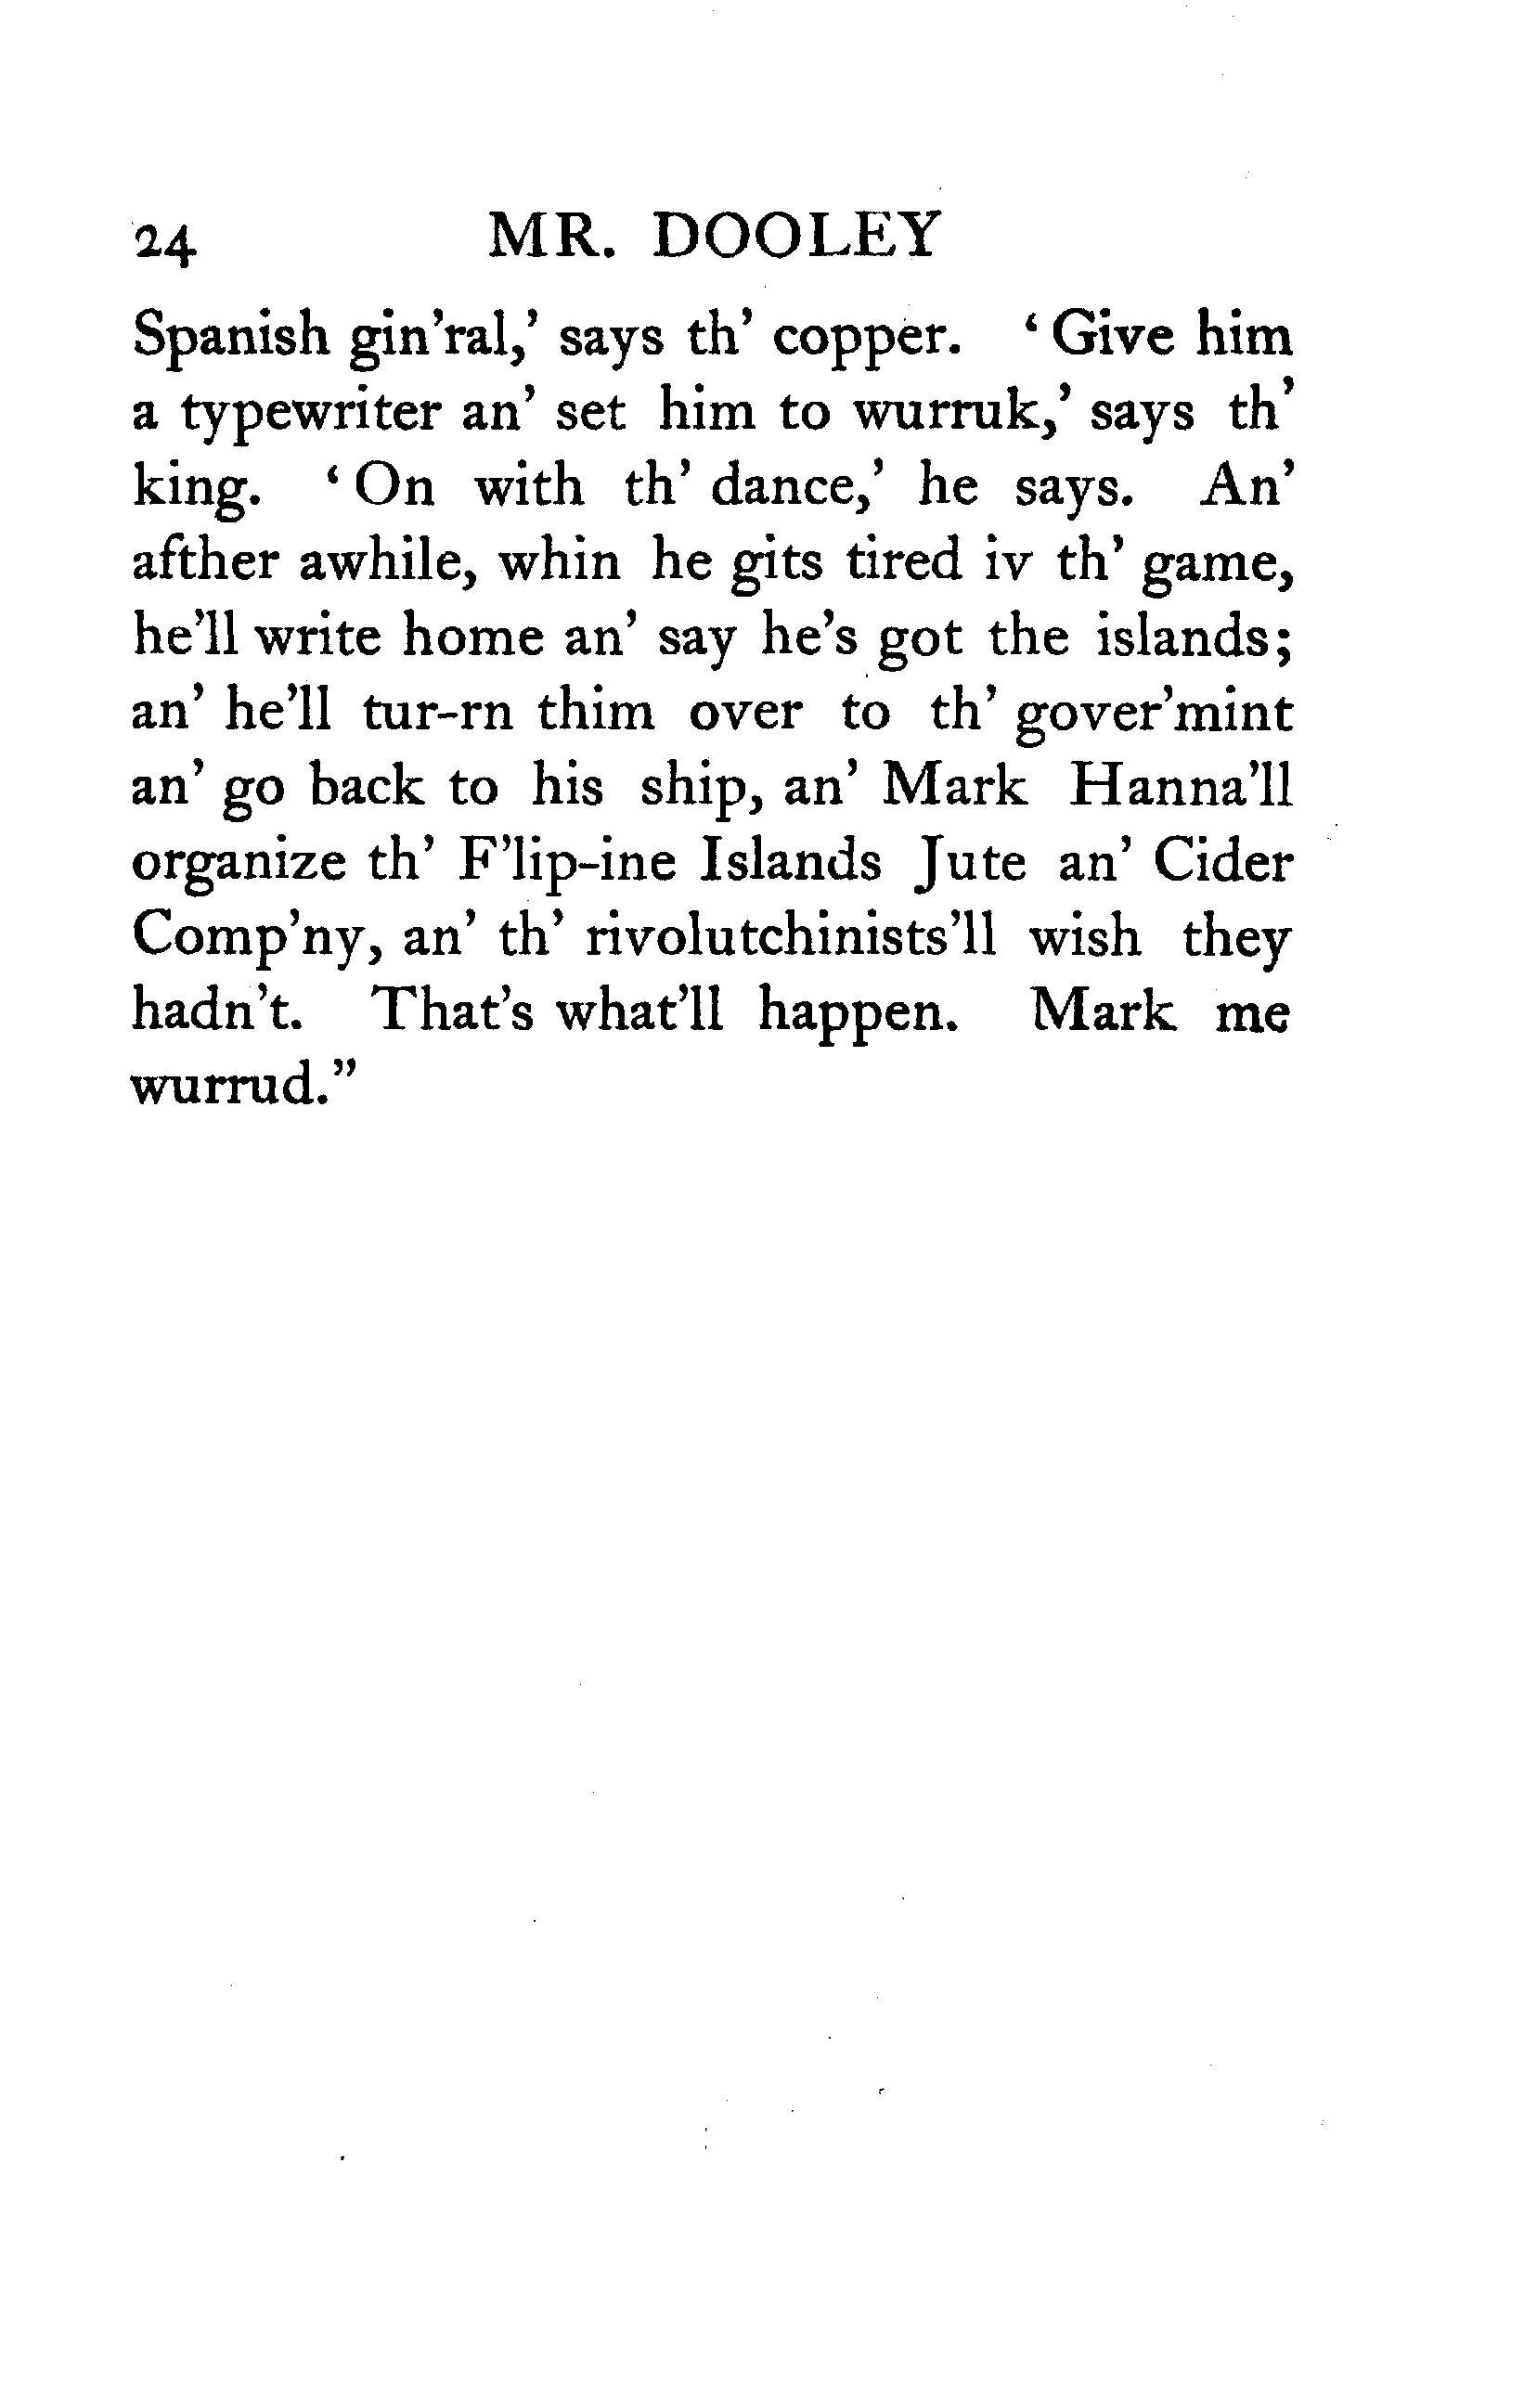 24 MR. DOOLEY
Spanish gin'ral,' says th' copper. ‘Give him
a typewriter an' set him to wurruk,' says th'
king. ‘On with th' dance,' he says. An'
afther awhile, whin he gits tired iv th' game,
he'll write home an' say he's got the islands;
an' he'll tur-rn thim over to th' gover'mint
an' go back to his ship, an' Mark Hanna'll
organize th' F'lip-ine Islands Jute an' Cider
Comp'ny, an' th' rivolutchinists'll wish they
hadn't. That's what'll happen. Mark me
wurrud.”